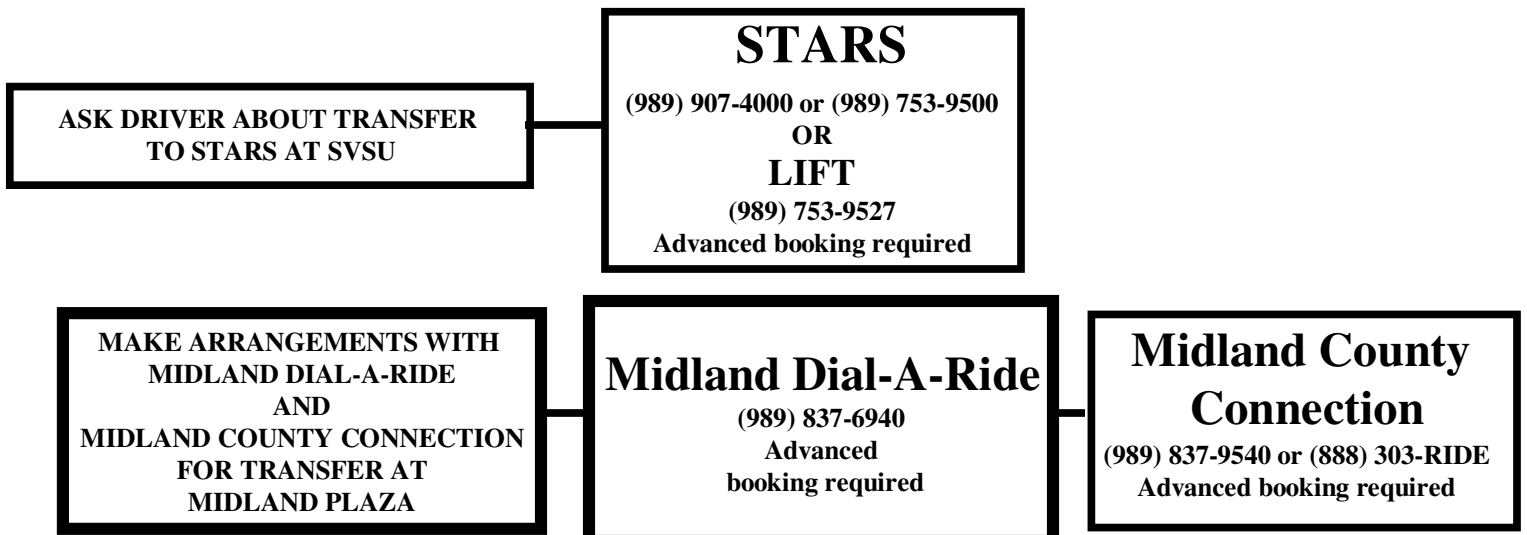 ASK DRIVER ABOUT TRANSFER
TO STARS AT SVSU
STARS
(989) 907-4000 or (989) 753-9500
OR
LIFT
(989) 753-9527
Advanced booking required
MAKE ARRANGEMENTS WITH
MIDLAND DIAL-A-RIDE
AND
MIDLAND COUNTY CONNECTION
FOR TRANSFER AT
MIDLAND PLAZA
Midland Dial-A-Ride
(989) 837-6940
Advanced
booking required
Midland County
Connection
(989) 837-9540 or (888) 303-RIDE
Advanced booking required